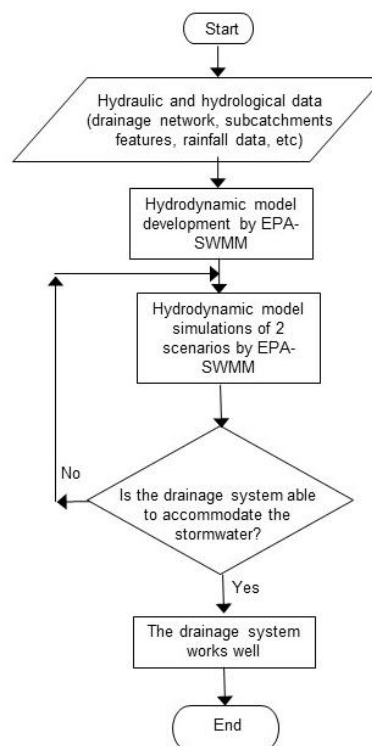 Start
Hydraulic and hydrological data
(drainage network, subcatchments
features, rainfall data, etc)
Hydrodynamic model
development by EPA-
SWMM
Hydrodynamic model
simulations of 2
scenarios by EPA-
SWMM
No
Is the drainage system able
to accommodate the
stormwater?
Yes
The drainage system
works well
End